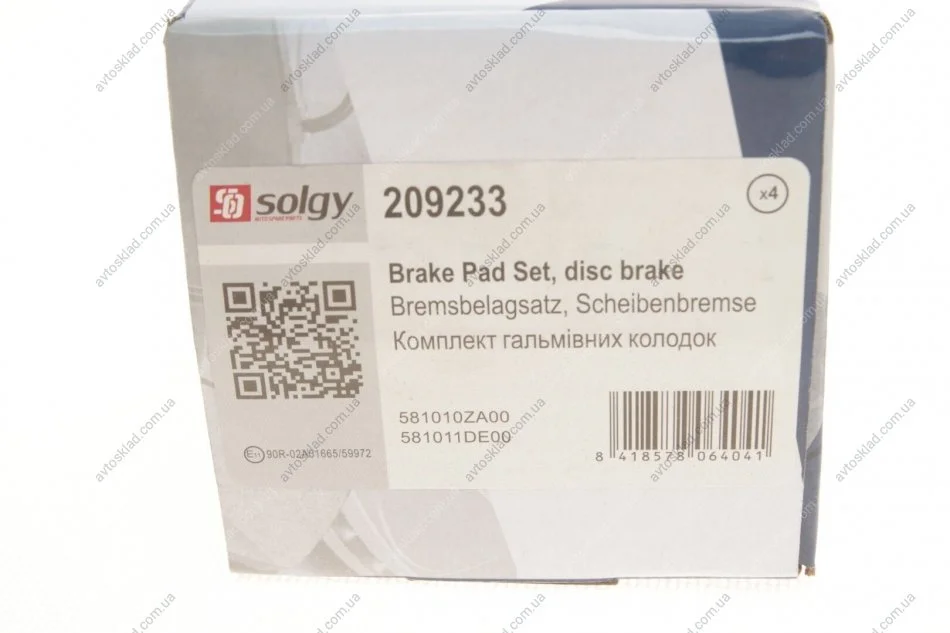 solgy
AUTO SPARE PARTS
209233
x4
Brake Pad Set, disc brake
Bremsbelagsatz, Scheibenbremse
Комплект гальмівних колодок
581010ZA00
581011DE00
E11 90R-02A01665/59972
8 418578 064041
avtosklad.com.ua